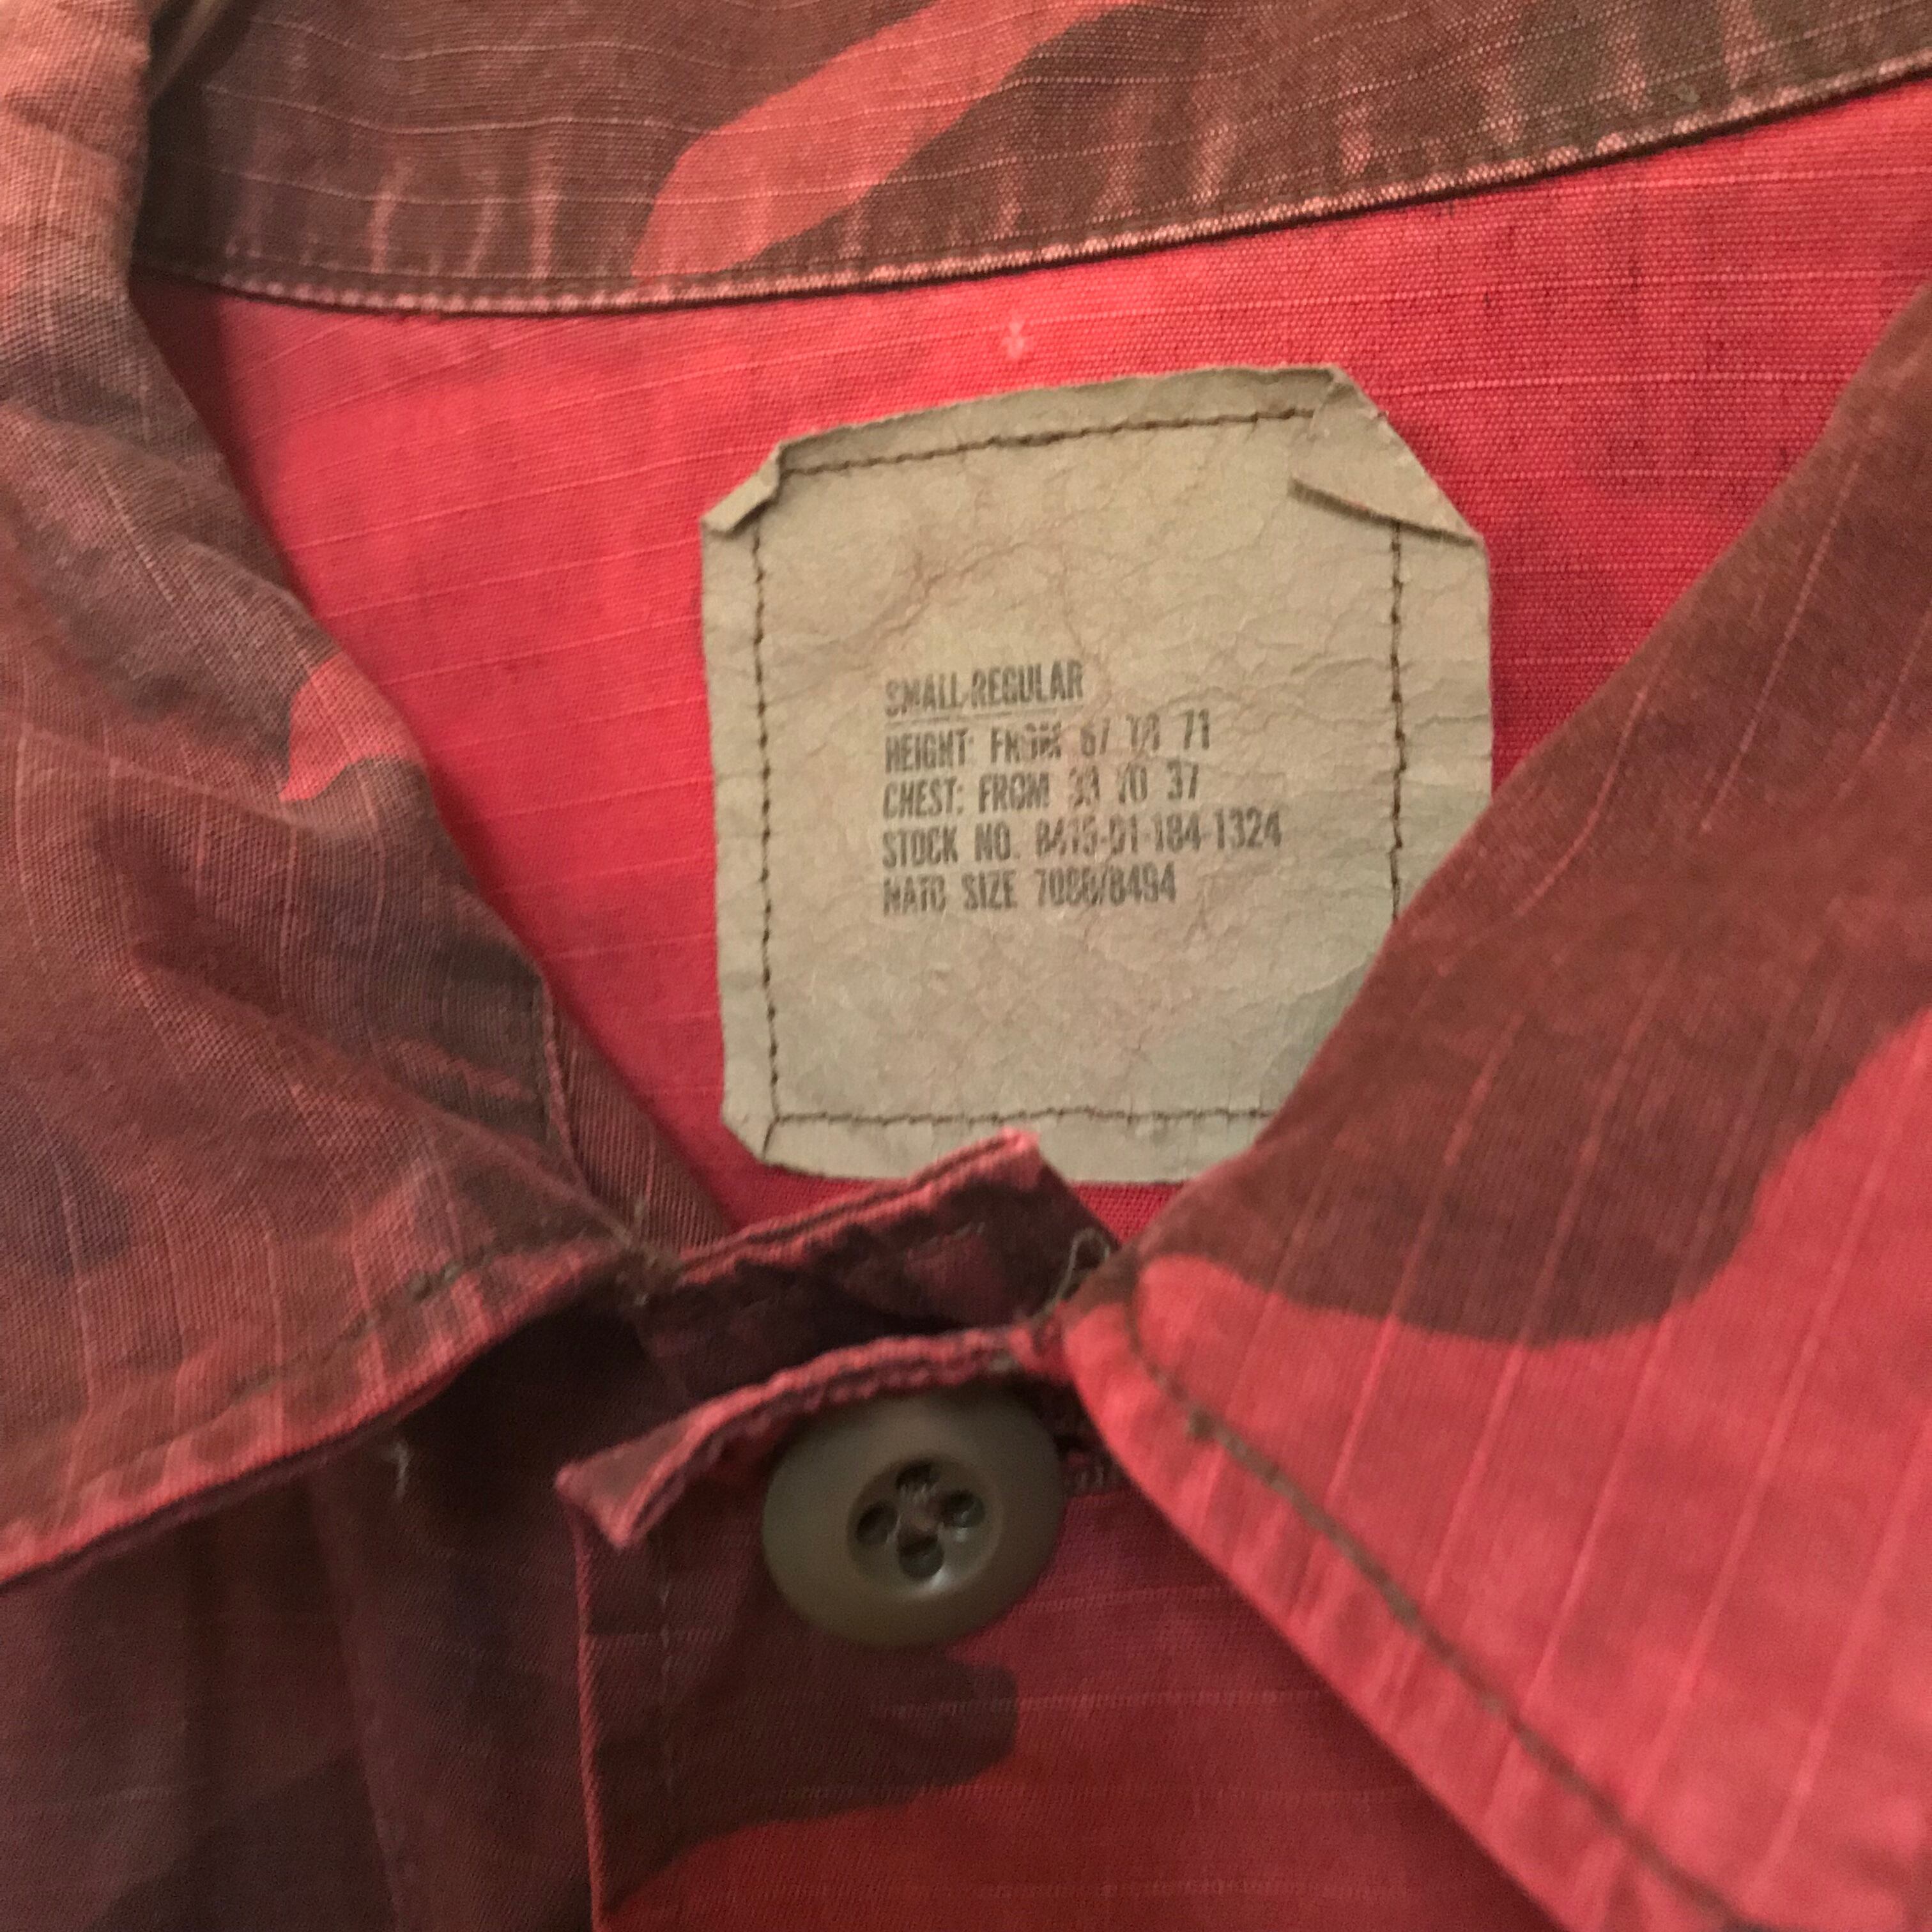 SMALL-REGULAR
HEIGHT: FROM 67 TO 71
CHEST: FROM 33 TO 37
STOCK NO. 8415-01-184-1324
NATO SIZE 7080/8494